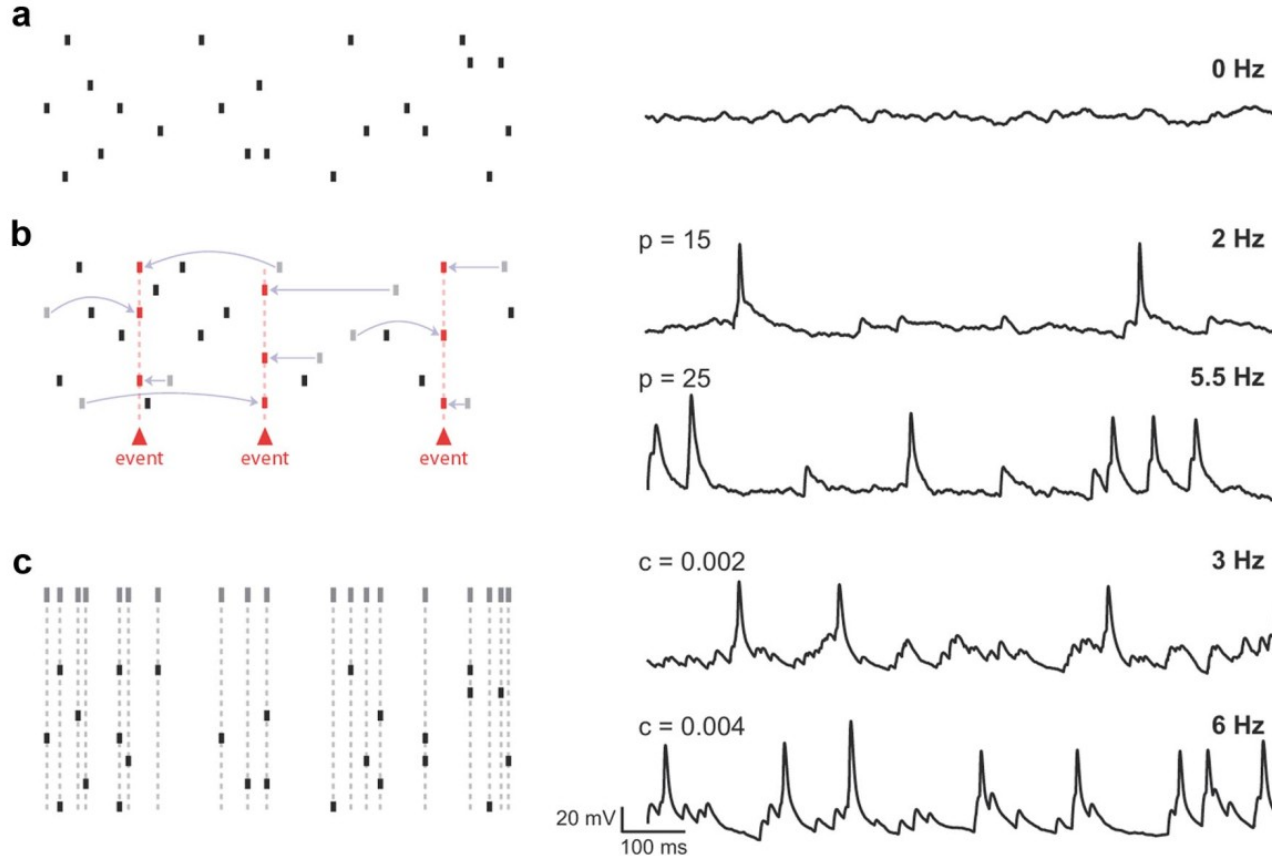 a
0 Hz
b
p = 15
2 Hz
p = 25
5.5 Hz
event
event
event
c
c = 0.002
3 Hz
c = 0.004
6 Hz
20 mV
100 ms